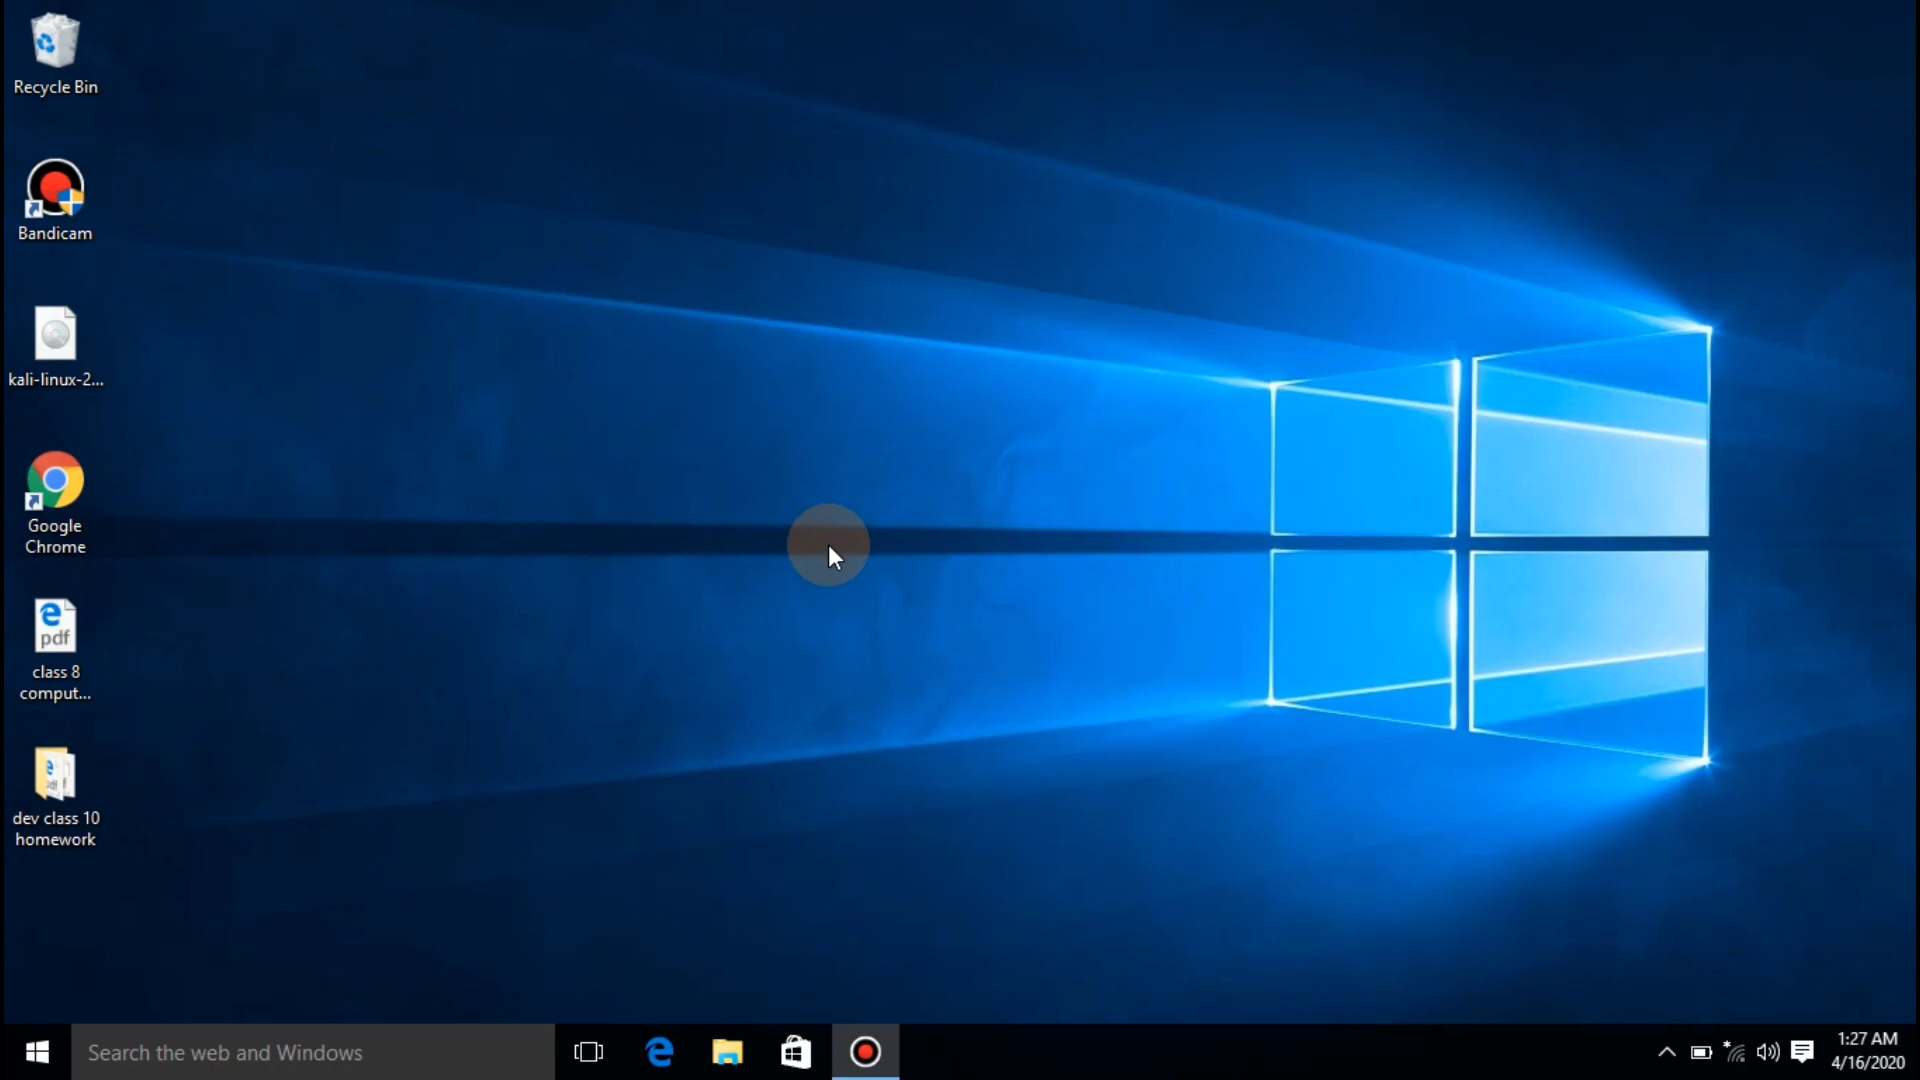 Recycle Bin
Bandicam
kali-linux-2...
Google
Chrome
pdf
class 8
comput...
dev class 10
homework
Search the web and Windows
1:27 AM
4/16/2020